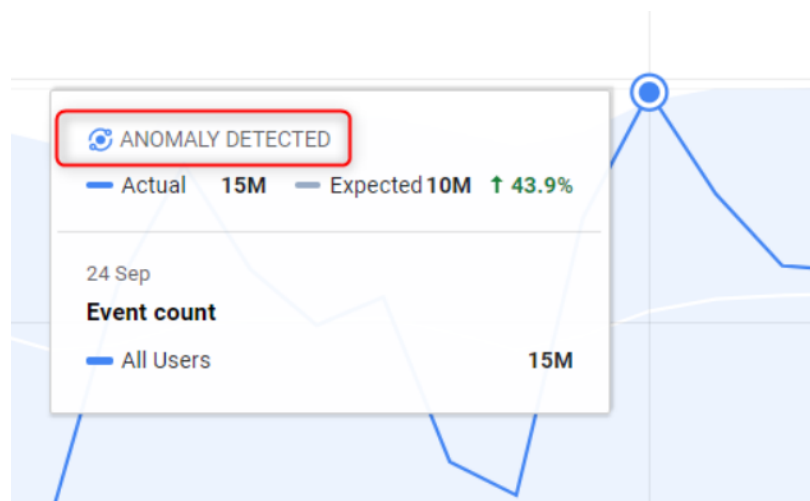 ANOMALY DETECTED
Actual 15M Expected 10M ↑ 43.9%
24 Sep
Event count
All Users 15M